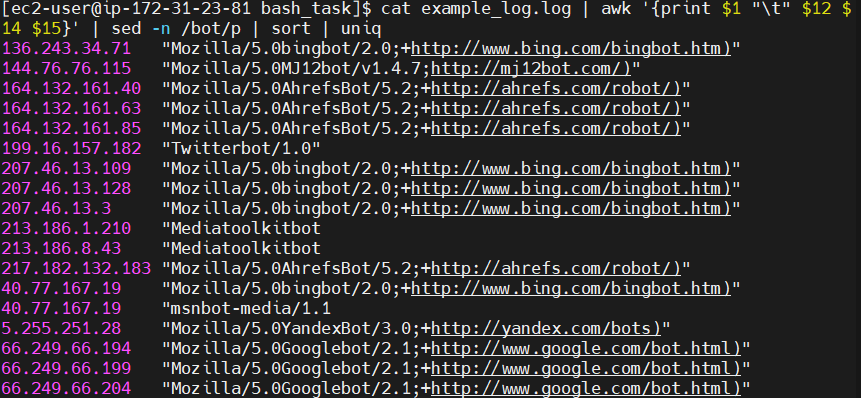 [ec2-user@ip-172-31-23-81 bash_task]$ cat example_log.log | awk '{print $1 "\t" $12 $
14 $15}' | sed -n /bot/p | sort | uniq
136.243.34.71   "Mozilla/5.0bingbot/2.0;+http://www.bing.com/bingbot.htm)"
144.76.76.115   "Mozilla/5.0MJ12bot/v1.4.7;http://mj12bot.com/)"
164.132.161.40  "Mozilla/5.0AhrefsBot/5.2;+http://ahrefs.com/robot/)"
164.132.161.63  "Mozilla/5.0AhrefsBot/5.2;+http://ahrefs.com/robot/)"
164.132.161.85  "Mozilla/5.0AhrefsBot/5.2;+http://ahrefs.com/robot/)"
199.16.157.182  "Twitterbot/1.0"
207.46.13.109   "Mozilla/5.0bingbot/2.0;+http://www.bing.com/bingbot.htm)"
207.46.13.128   "Mozilla/5.0bingbot/2.0;+http://www.bing.com/bingbot.htm)"
207.46.13.3     "Mozilla/5.0bingbot/2.0;+http://www.bing.com/bingbot.htm)"
213.186.1.210   "Mediatoolkitbot
213.186.8.43    "Mediatoolkitbot
217.182.132.183 "Mozilla/5.0AhrefsBot/5.2;+http://ahrefs.com/robot/)"
40.77.167.19    "Mozilla/5.0bingbot/2.0;+http://www.bing.com/bingbot.htm)"
40.77.167.19    "msnbot-media/1.1
5.255.251.28    "Mozilla/5.0YandexBot/3.0;+http://yandex.com/bots)"
66.249.66.194   "Mozilla/5.0Googlebot/2.1;+http://www.google.com/bot.html)"
66.249.66.199   "Mozilla/5.0Googlebot/2.1;+http://www.google.com/bot.html)"
66.249.66.204   "Mozilla/5.0Googlebot/2.1;+http://www.google.com/bot.html)"